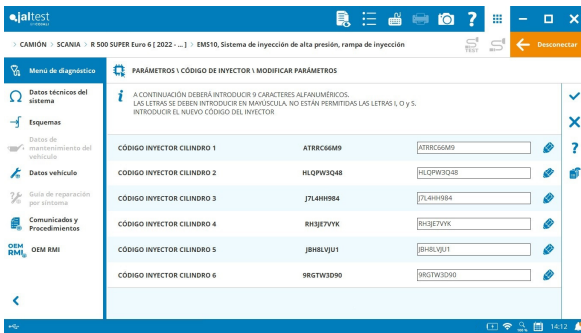 jaltest
TEST
> CAMIÓN > SCANIA > R 500 SUPER Euro 6 [ 2022 - ... ] > EMS10, Sistema de inyección de alta presión, rampa de inyección
Desconectar
Menú de diagnóstico
PARÁMETROS \ CÓDIGO DE INYECTOR \ MODIFICAR PARÁMETROS
Datos técnicos del sistema
Esquemas
Datos de mantenimiento del vehículo
Datos vehículo
Guía de reparación por síntoma
Comunicados y Procedimientos
OEM RMI OEM RMI
A CONTINUACIÓN DEBERÁ INTRODUCIR 9 CARACTERES ALFANUMÉRICOS.
LAS LETRAS SE DEBEN INTRODUCIR EN MAYÚSCULA. NO ESTÁN PERMITIDAS LAS LETRAS I, O y S.
INTRODUCIR EL NUEVO CÓDIGO DEL INYECTOR
CÓDIGO INYECTOR CILINDRO 1 ATRRC66M9 ATRRC66M9
CÓDIGO INYECTOR CILINDRO 2 HLQPW3Q48 HLQPW3Q48
CÓDIGO INYECTOR CILINDRO 3 J7L4HH984 J7L4HH984
CÓDIGO INYECTOR CILINDRO 4 RH3JE7VYK RH3JE7VYK
CÓDIGO INYECTOR CILINDRO 5 JBH8LVJU1 JBH8LVJU1
CÓDIGO INYECTOR CILINDRO 6 9RGTW3D90 9RGTW3D90
14:12